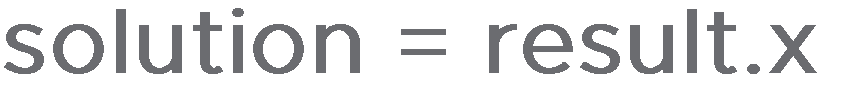 solution = result.x